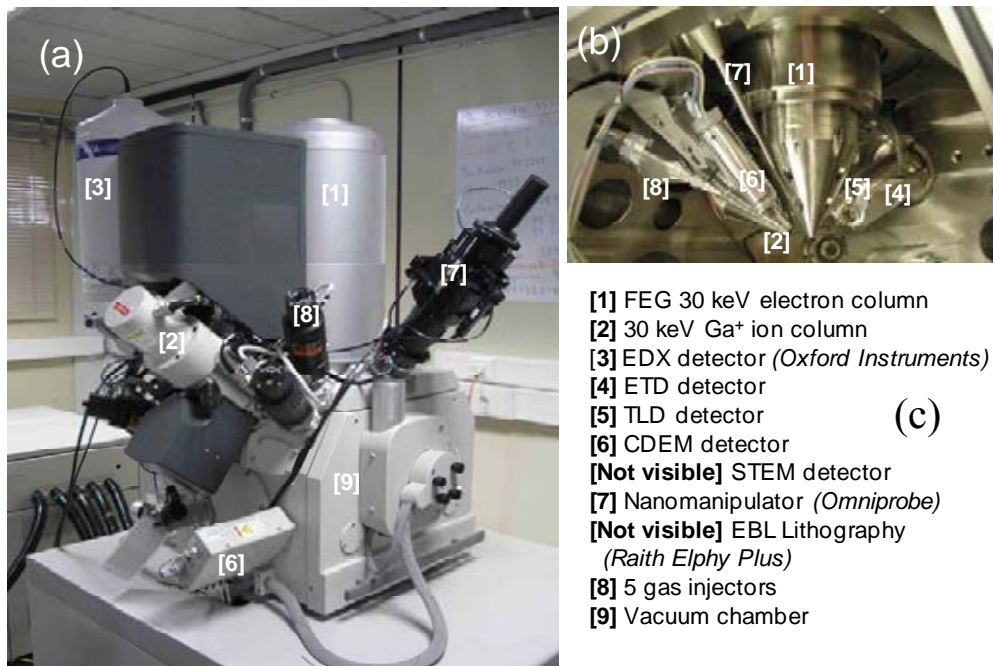 (a)
[3]
[1]
[7]
[8]
[2]
[9]
[6]
(b)
[7]
[1]
[8]
[6]
[5]
[4]
[2]
[1] FEG 30 keV electron column
[2] 30 keV Ga⁺ ion column
[3] EDX detector (Oxford Instruments)
[4] ETD detector
[5] TLD detector
(c)
[6] CDEM detector
[Not visible] STEM detector
[7] Nanomanipulator (Omniprobe)
[Not visible] EBL Lithography
(Raith Elphy Plus)
[8] 5 gas injectors
[9] Vacuum chamber